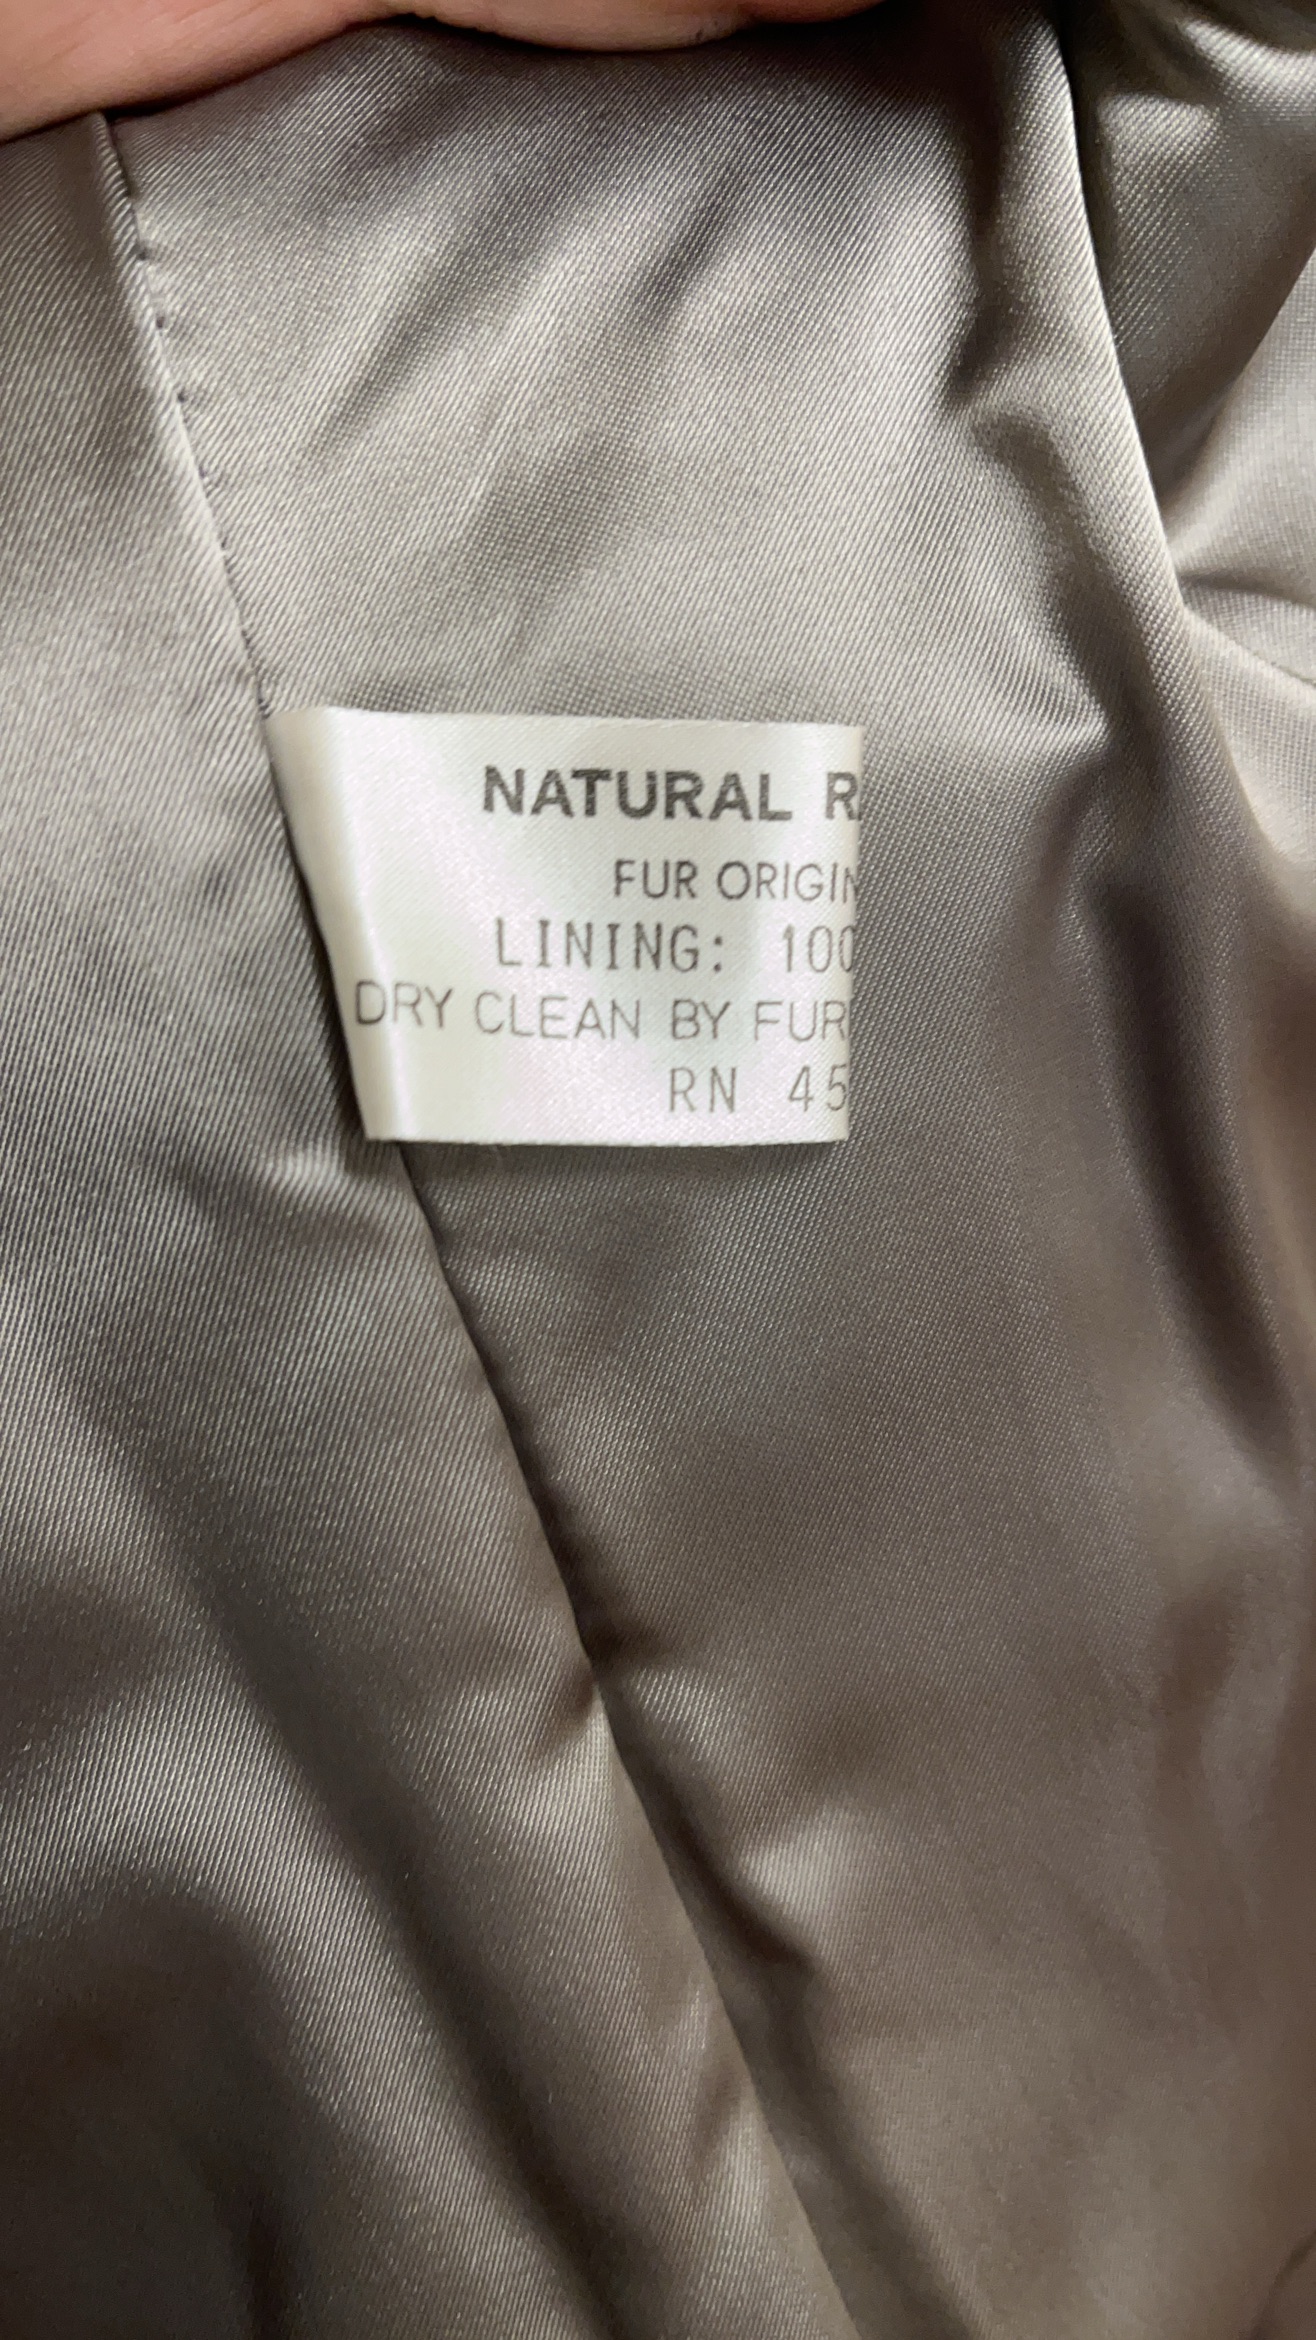 NATURAL R
FUR ORIGIN
LINING: 100
DRY CLEAN BY FUR
RN 45